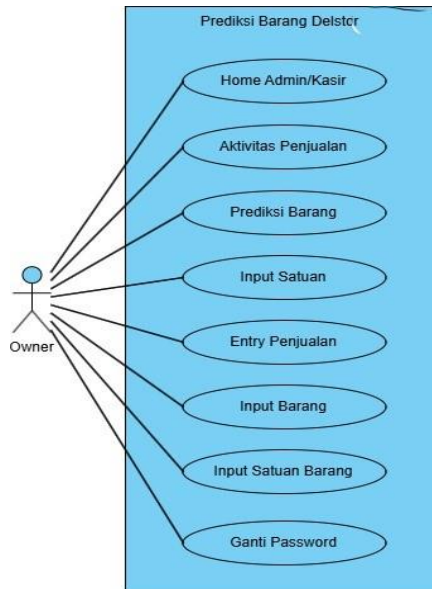 Prediksi Barang Delstor
Home Admin/Kasir
Aktivitas Penjualan
Prediksi Barang
Input Satuan
Owner
Entry Penjualan
Input Barang
Input Satuan Barang
Ganti Password